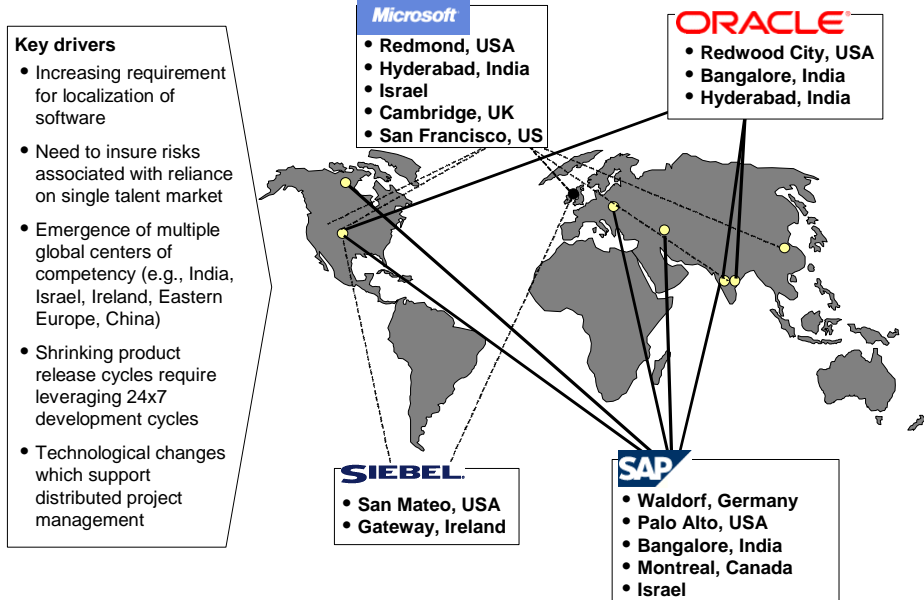 Key drivers
• Increasing requirement
for localization of
software
• Need to insure risks
associated with reliance
on single talent market
• Emergence of multiple
global centers of
competency (e.g., India,
Israel, Ireland, Eastern
Europe, China)
• Shrinking product
release cycles require
leveraging 24x7
development cycles
• Technological changes
which support
distributed project
management
Microsoft
• Redmond, USA
• Hyderabad, India
• Israel
• Cambridge, UK
• San Francisco, US
ORACLE
• Redwood City, USA
• Bangalore, India
• Hyderabad, India
SIEBEL
• San Mateo, USA
• Gateway, Ireland
SAP
• Waldorf, Germany
• Palo Alto, USA
• Bangalore, India
• Montreal, Canada
• Israel